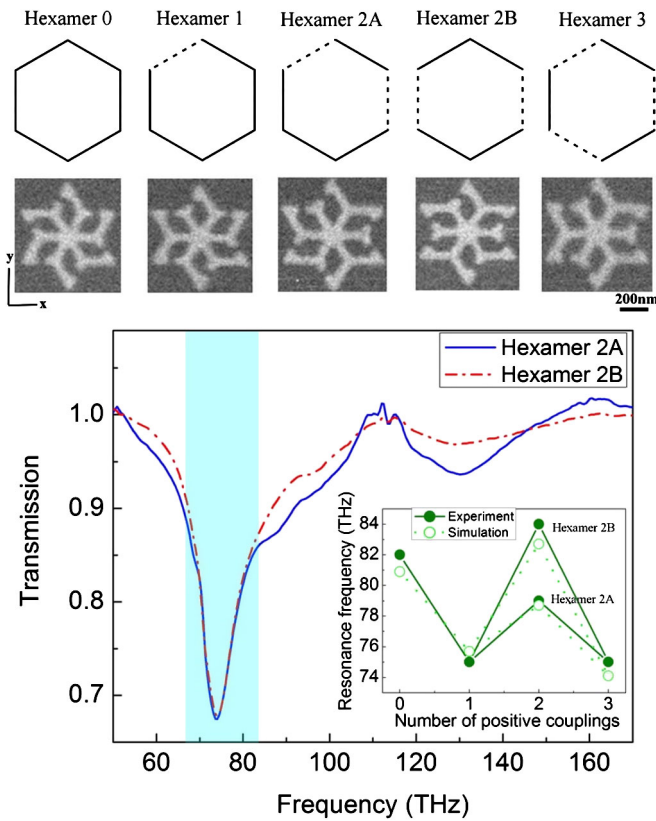 Hexamer 0 Hexamer 1 Hexamer 2A Hexamer 2B Hexamer 3
y
x
200nm
Hexamer 2A
Hexamer 2B
1.0
0.9
0.8
0.7
Transmission
60 80 100 120 140 160
Frequency (THz)
Experiment
Simulation
Hexamer 2B
Hexamer 2A
84
82
80
78
76
74
Resonance frequency (THz)
0 1 2 3
Number of positive couplings